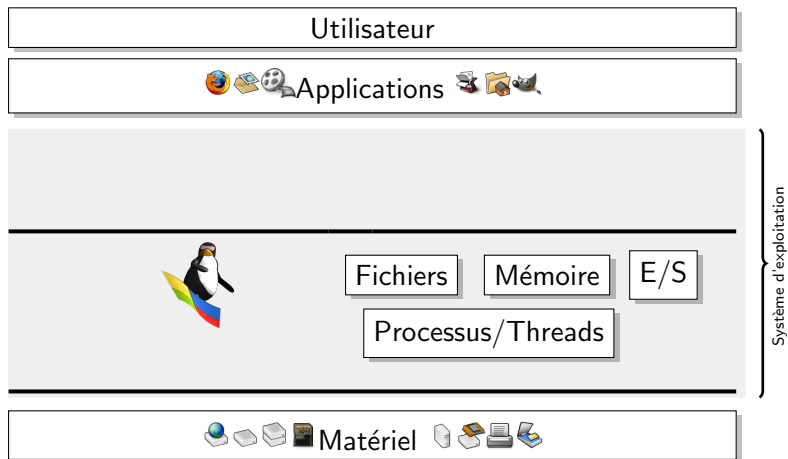 Utilisateur
Applications
Fichiers
Mémoire
E/S
Processus/Threads
Système d'exploitation
Matériel